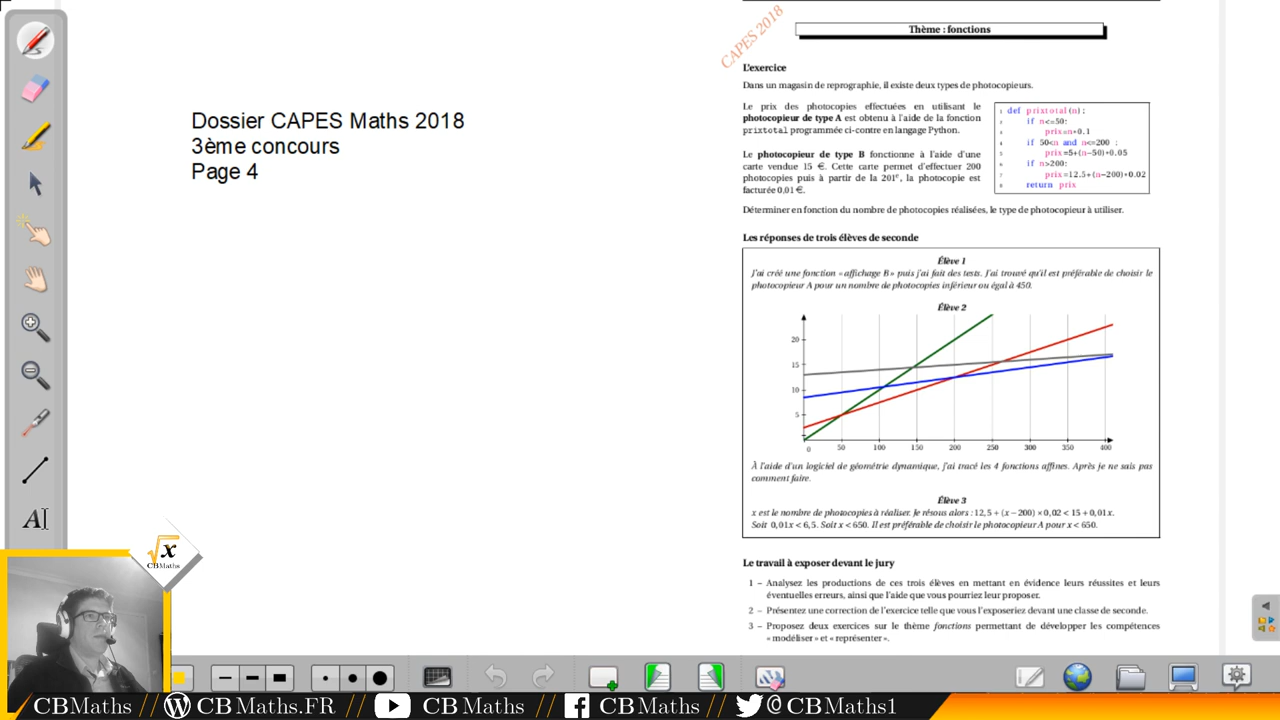 Dossier CAPES Maths 2018
3ème concours
Page 4
CAPES 2018
Thème : fonctions
L'exercice
Dans un magasin de reprographie, il existe deux types de photocopieurs.
Le prix des photocopies effectuées en utilisant le
photocopieur de type A est obtenu à l'aide de la fonction
prixtotal programmée ci-contre en langage Python.
Le photocopieur de type B fonctionne à l'aide d'une
carte vendue 15 €. Cette carte permet d'effectuer 200
photocopies puis à partir de la 201e, la photocopie est
facturée 0,01 €.
1 def prixtotal(n):
2 if n<=50:
3 prix=n*0.1
4 if 50<n and n<=200 :
5 prix=5+(n-50)*0.05
6 if n>200:
7 prix=12.5+(n-200)*0.02
8 return prix
Déterminer en fonction du nombre de photocopies réalisées, le type de photocopieur à utiliser.
Les réponses de trois élèves de seconde
Élève 1
J'ai créé une fonction « affichage B » puis j'ai fait des tests. J'ai trouvé qu'il est préférable de choisir le
photocopieur A pour un nombre de photocopies inférieur ou égal à 450.
Élève 2
20
15
10
5
0 50 100 150 200 250 300 350 400
À l'aide d'un logiciel de géométrie dynamique, j'ai tracé les 4 fonctions affines. Après je ne sais pas
comment faire.
Élève 3
x est le nombre de photocopies à réaliser. Je résous alors : 12,5 + (x − 200) × 0,02 < 15 + 0,01x.
Soit 0,01x < 6,5. Soit x < 650. Il est préférable de choisir le photocopieur A pour x < 650.
Le travail à exposer devant le jury
1 – Analysez les productions de ces trois élèves en mettant en évidence leurs réussites et leurs
éventuelles erreurs, ainsi que l'aide que vous pourriez leur proposer.
2 – Présentez une correction de l'exercice telle que vous l'exposeriez devant une classe de seconde.
3 – Proposez deux exercices sur le thème fonctions permettant de développer les compétences
« modéliser » et « représenter ».
AI
√x
CBMaths
CBMaths // CBMaths.FR // CBMaths // CBMaths // @CBMaths1